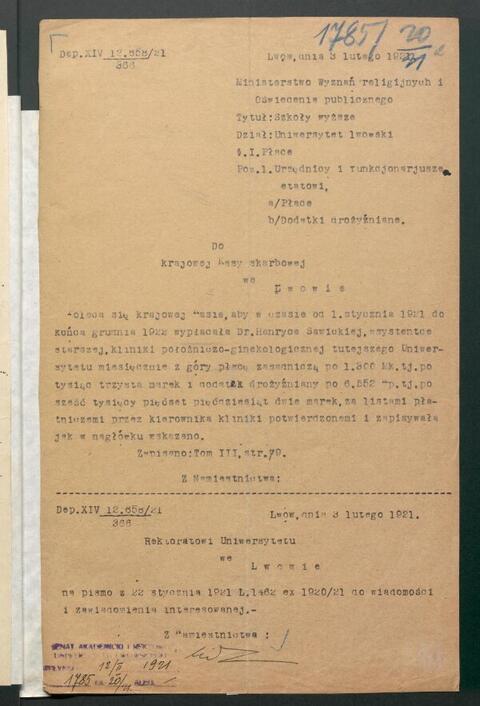 1785/20/21
Dep.XIV 12.658/21
366
Lwów, dnia 3 lutego 1921
Ministerstwo Wyznań religijnych i
Oświecenia publicznego
Tytuł:Szkoły wyższe
Dział:Uniwersytet lwowski
§.I.Płace
Poz.1.Urzędnicy i funkcjonarjusze
etatowi,
a/Płace
b/Dodatki drożyźniane.
Do
krajowej Kasy skarbowej
we
Lwowie
Poleca się krajowej Kasie, aby w czasie od 1.stycznia 1921 do
końca grudnia 1922 wypłacała Dr.Henryce Sawickiej, asystentce
starszej, kliniki położniczo-ginekologicznej tutejszego Uniwer-
sytetu miesięcznie z góry płacę zasadniczą po 1.300 Mk.tj.po
tysiąc trzysta marek i dodatek drożyźniany po 6.552 Mp.tj.po
sześć tysięcy piędset pięćdziesiąt dwie marek, za listami pła-
tniczemi przez kierownika kliniki potwierdzonemi i zapisywała
jak w nagłówku wskazano.
Zapisano:Tom III,str.79.
Z Namiestnictwa:
Dep.XIV 12.658/21
366
Lwów, dnia 3 lutego 1921.
Rektoratowi Uniwersytetu
we
Lwowie
na pismo z 22 stycznia 1921 L.1462 ex 1920/21 do wiadomości
i zawiadomienia interesowanej.-
Z Namiestnictwa :
SENAT AKADEMICKI I REKTORAT
12/II 1921
1785 20/21